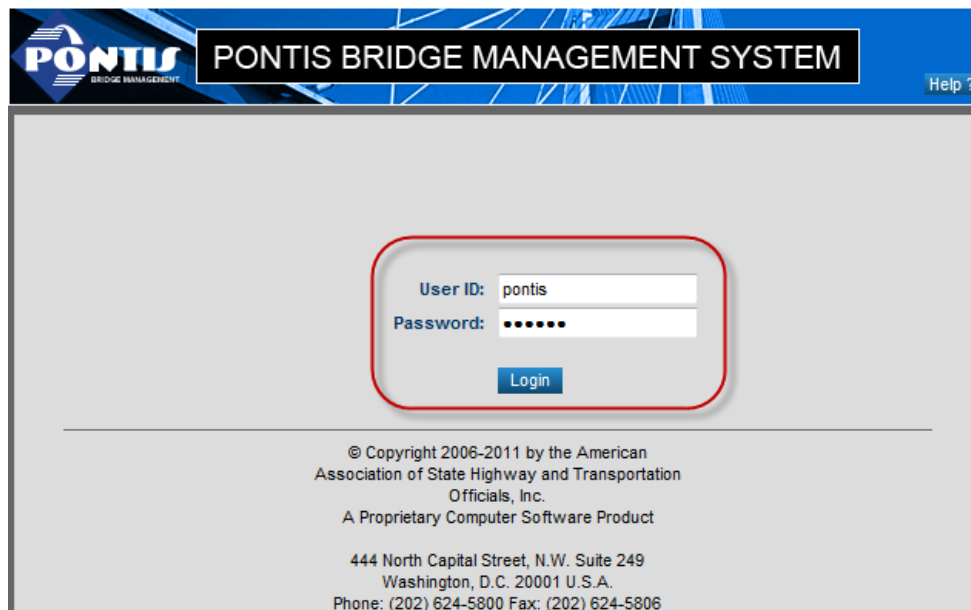 PONTIS
BRIDGE MANAGEMENT
PONTIS BRIDGE MANAGEMENT SYSTEM
Help ?
User ID: pontis
Password: ••••••
Login
© Copyright 2006-2011 by the American
Association of State Highway and Transportation
Officials, Inc.
A Proprietary Computer Software Product
444 North Capital Street, N.W. Suite 249
Washington, D.C. 20001 U.S.A.
Phone: (202) 624-5800 Fax: (202) 624-5806